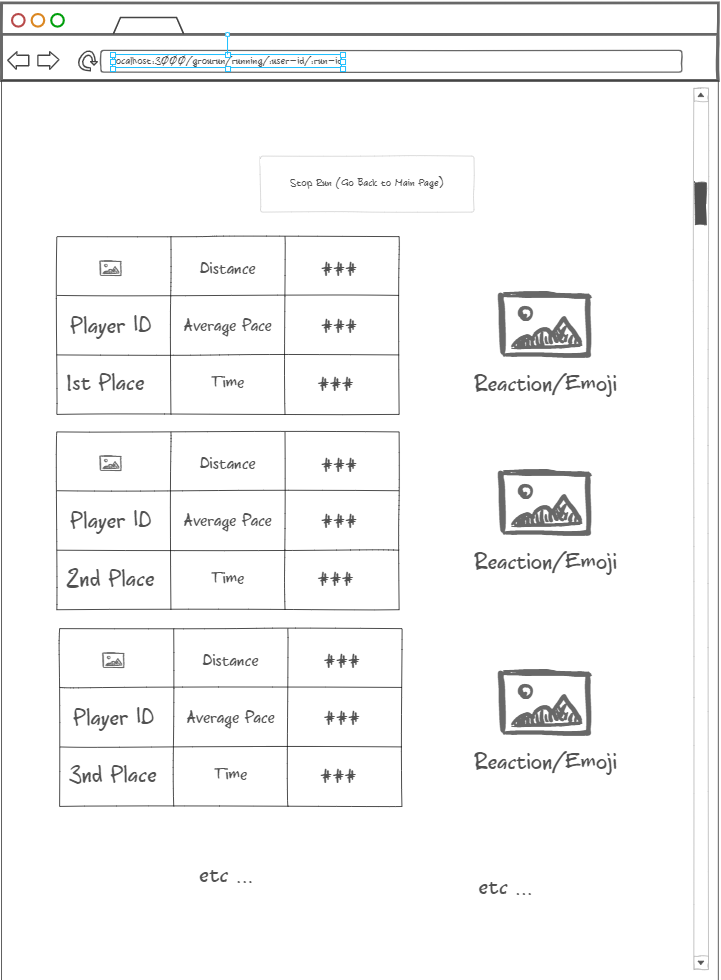 localhost:3000/grourun/running/:user-id/:run-id
Stop Run (Go Back to Main Page)
Distance ###
Player ID Average Pace ###
1st Place Time ###
Reaction/Emoji
Distance ###
Player ID Average Pace ###
2nd Place Time ###
Reaction/Emoji
Distance ###
Player ID Average Pace ###
3nd Place Time ###
Reaction/Emoji
etc ...
etc ...